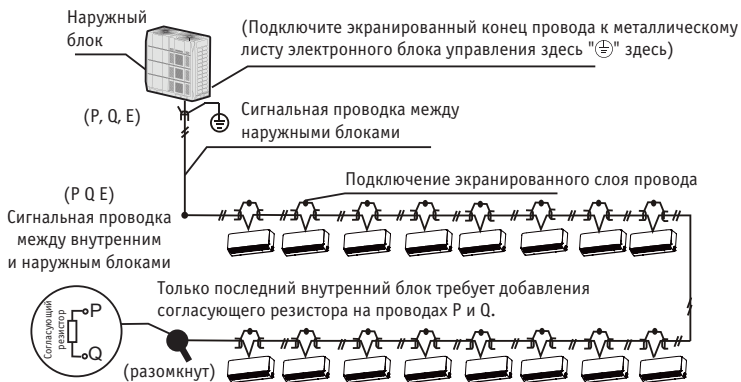 Наружный
блок
(Подключите экранированный конец провода к металлическому
листу электронного блока управления здесь "⏚" здесь)
(P, Q, E)
Сигнальная проводка между
наружными блоками
Подключение экранированного слоя провода
(P Q E)
Сигнальная проводка
между внутренним
и наружным блоками
Только последний внутренний блок требует добавления
согласующего резистора на проводах P и Q.
Согласующий
резистор
P
Q
(разомкнут)